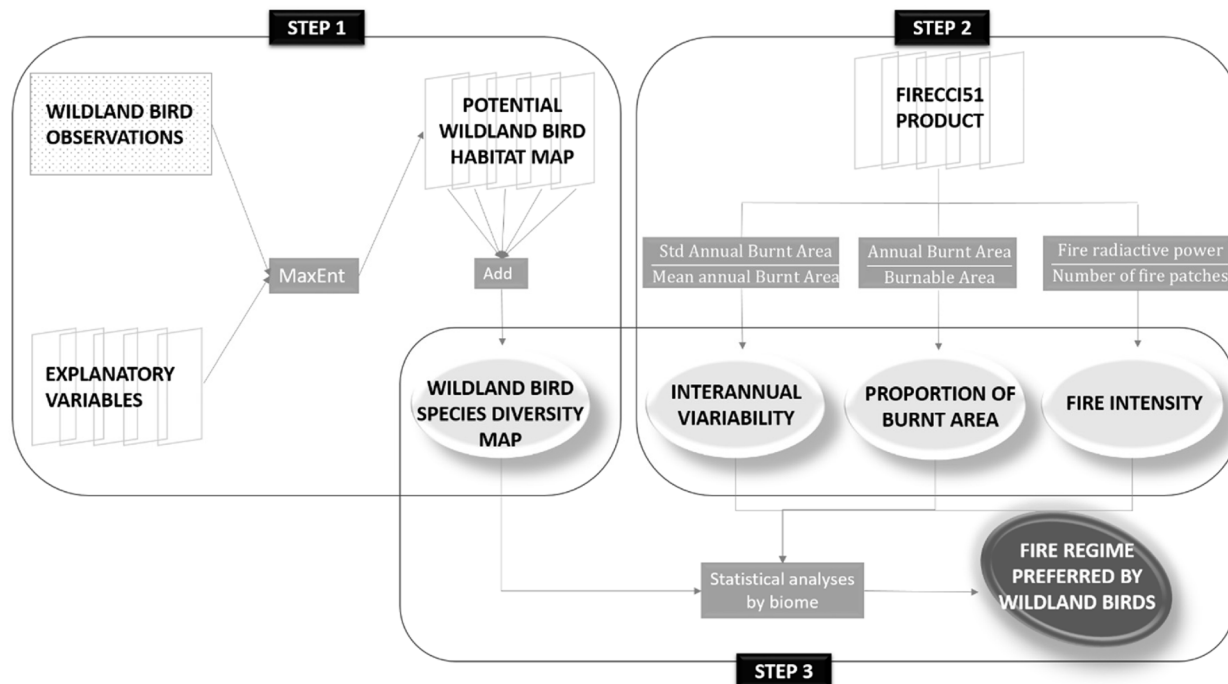 STEP 1
STEP 2
WILDLAND BIRD
OBSERVATIONS
POTENTIAL
WILDLAND BIRD
HABITAT MAP
FIRECCI51
PRODUCT
MaxEnt
Add
Std Annual Burnt Area
Mean annual Burnt Area
Annual Burnt Area
Burnable Area
Fire radiactive power
Number of fire patches
EXPLANATORY
VARIABLES
WILDLAND BIRD
SPECIES DIVERSITY
MAP
INTERANNUAL
VIARIABILITY
PROPORTION OF
BURNT AREA
FIRE INTENSITY
Statistical analyses
by biome
FIRE REGIME
PREFERRED BY
WILDLAND BIRDS
STEP 3